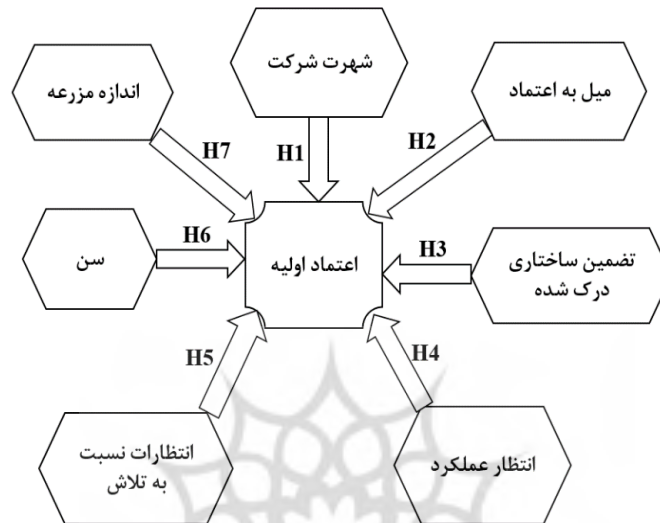 شهرت شرکت
اندازه مزرعه
میل به اعتماد
H7
H1
H2
سن
H6
اعتماد اولیه
H3
تضمین ساختاری
درک شده
H5
H4
انتظارات نسبت
به تلاش
انتظار عملکرد